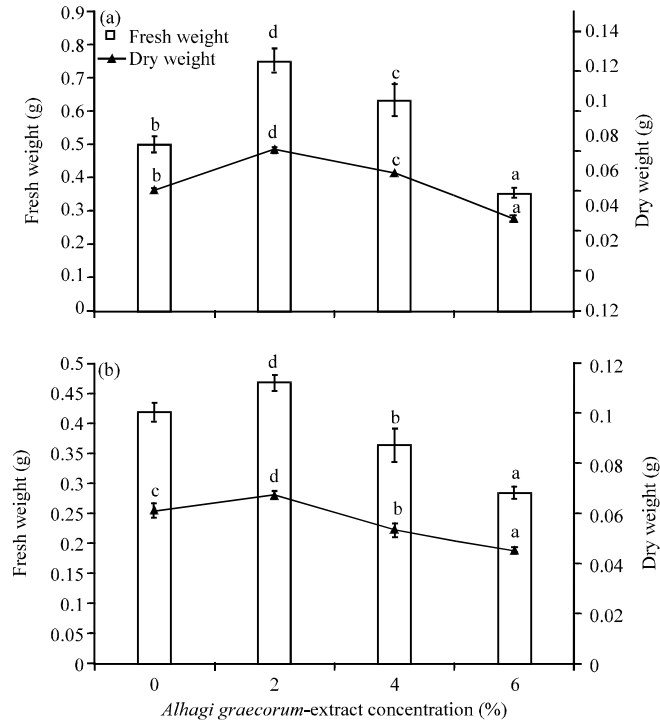 (a)
Fresh weight
Dry weight
Fresh weight (g)
0.9
0.5
0.8
0.7
0.5
0.4
0.3
0.2
0.1
0
b
d
c
a
b
d
c
a
0.14
0.12
0.1
0.08
0.06
0.04
0.02
0
0.12
Dry weight (g)
(b)
Fresh weight (g)
0.5
0.45
0.4
0.35
0.3
0.25
0.2
0.15
0.1
0.05
0
d
b
a
c
d
b
a
0.12
0.1
0.08
0.06
0.04
0.02
0
Dry weight (g)
0 2 4 6
Alhagi graecorum-extract concentration (%)